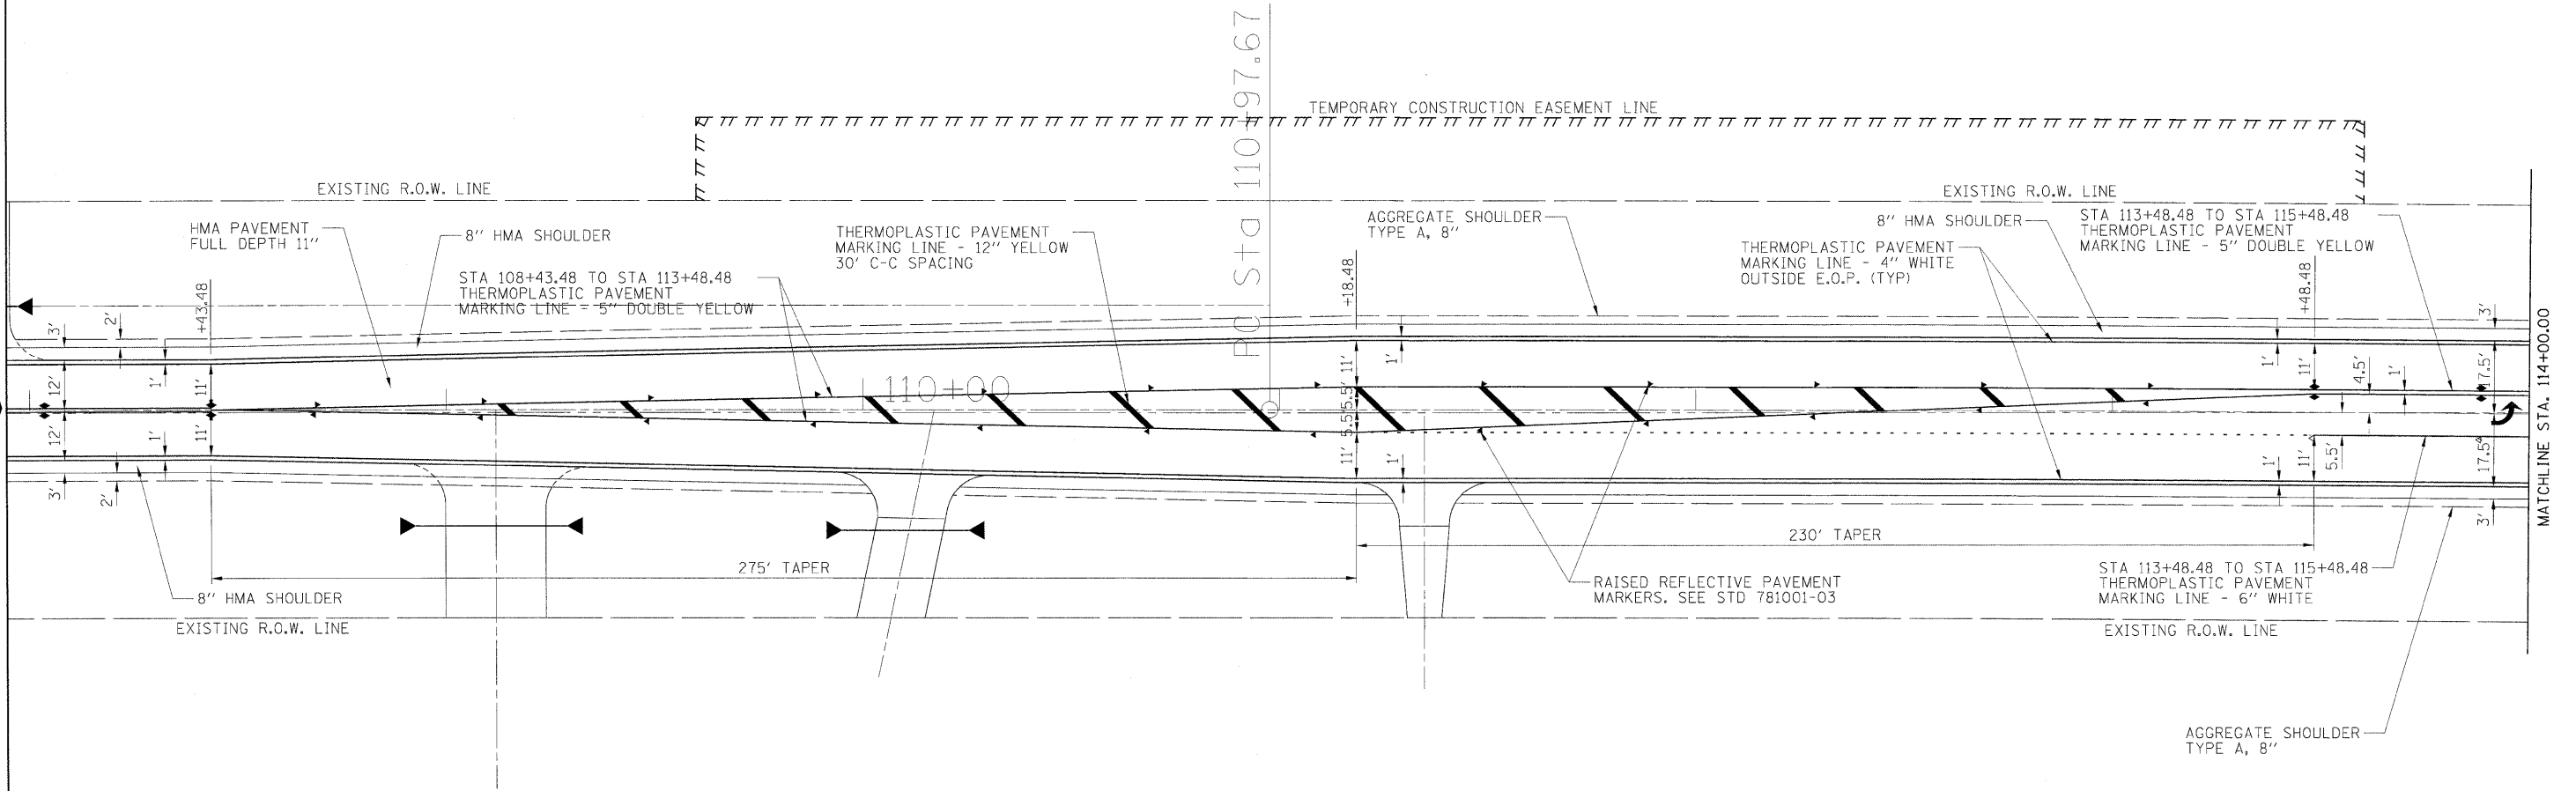 PC Sta 110+97.67
TEMPORARY CONSTRUCTION EASEMENT LINE
EXISTING R.O.W. LINE
EXISTING R.O.W. LINE
HMA PAVEMENT
FULL DEPTH 11"
8" HMA SHOULDER
THERMOPLASTIC PAVEMENT
MARKING LINE - 12" YELLOW
30' C-C SPACING
AGGREGATE SHOULDER
TYPE A, 8"
8" HMA SHOULDER
STA 113+48.48 TO STA 115+48.48
THERMOPLASTIC PAVEMENT
MARKING LINE - 5" DOUBLE YELLOW
THERMOPLASTIC PAVEMENT
MARKING LINE - 4" WHITE
OUTSIDE E.O.P. (TYP)
STA 108+43.48 TO STA 113+48.48
THERMOPLASTIC PAVEMENT
MARKING LINE - 5" DOUBLE YELLOW
+43.48
+18.48
+48.48
3'
2'
1'
1'
1'
3'
12'
11'
110+00
11'
5.5'
11'
4.5'
1'
17.5'
12'
1'
11'
5.5'
11'
1'
1'
11'
5.5'
17.5'
3'
2'
3'
MATCHLINE STA. 114+00.00
230' TAPER
275' TAPER
8" HMA SHOULDER
RAISED REFLECTIVE PAVEMENT
MARKERS. SEE STD 781001-03
STA 113+48.48 TO STA 115+48.48
THERMOPLASTIC PAVEMENT
MARKING LINE - 6" WHITE
EXISTING R.O.W. LINE
EXISTING R.O.W. LINE
AGGREGATE SHOULDER
TYPE A, 8"